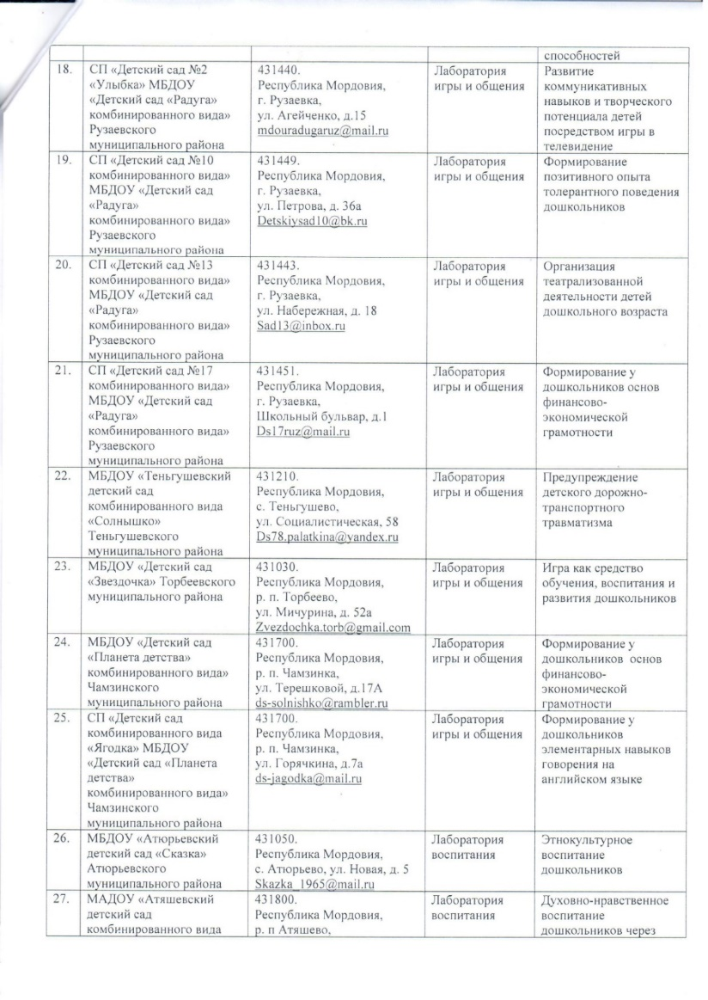 способностей
18.
СП «Детский сад №2
«Улыбка» МБДОУ
«Детский сад «Радуга»
комбинированного вида»
Рузаевского
муниципального района
431440.
Республика Мордовия,
г. Рузаевка,
ул. Агейченко, д.15
mdouradugaruz@mail.ru
Лаборатория
игры и общения
Развитие
коммуникативных
навыков и творческого
потенциала детей
посредством игры в
телевидение
19.
СП «Детский сад №10
комбинированного вида»
МБДОУ «Детский сад
«Радуга»
комбинированного вида»
Рузаевского
муниципального района
431449.
Республика Мордовия,
г. Рузаевка,
ул. Петрова, д. 36а
Detskiysad10@bk.ru
Лаборатория
игры и общения
Формирование
позитивного опыта
толерантного поведения
дошкольников
20.
СП «Детский сад №13
комбинированного вида»
МБДОУ «Детский сад
«Радуга»
комбинированного вида»
Рузаевского
муниципального района
431443.
Республика Мордовия,
г. Рузаевка,
ул. Набережная, д. 18
Sad13@inbox.ru
Лаборатория
игры и общения
Организация
театрализованной
деятельности детей
дошкольного возраста
21.
СП «Детский сад №17
комбинированного вида»
МБДОУ «Детский сад
«Радуга»
комбинированного вида»
Рузаевского
муниципального района
431451.
Республика Мордовия,
г. Рузаевка,
Школьный бульвар, д.1
Ds17ruz@mail.ru
Лаборатория
игры и общения
Формирование у
дошкольников основ
финансово-
экономической
грамотности
22.
МБДОУ «Теньгушевский
детский сад
комбинированного вида
«Солнышко»
Теньгушевского
муниципального района
431210.
Республика Мордовия,
с. Теньгушево,
ул. Социалистическая, 58
Ds78.palatkina@yandex.ru
Лаборатория
игры и общения
Предупреждение
детского дорожно-
транспортного
травматизма
23.
МБДОУ «Детский сад
«Звездочка» Торбеевского
муниципального района
431030.
Республика Мордовия,
р. п. Торбеево,
ул. Мичурина, д. 52а
Zvezdochka.torb@gmail.com
Лаборатория
игры и общения
Игра как средство
обучения, воспитания и
развития дошкольников
24.
МБДОУ «Детский сад
«Планета детства»
комбинированного вида»
Чамзинского
муниципального района
431700.
Республика Мордовия,
р. п. Чамзинка,
ул. Терешковой, д.17А
ds-solnishko@rambler.ru
Лаборатория
игры и общения
Формирование у
дошкольников основ
финансово-
экономической
грамотности
25.
СП «Детский сад
комбинированного вида
«Ягодка» МБДОУ
«Детский сад «Планета
детства»
комбинированного вида»
Чамзинского
муниципального района
431700.
Республика Мордовия,
р. п. Чамзинка,
ул. Горячкина, д.7а
ds-jagodka@mail.ru
Лаборатория
игры и общения
Формирование у
дошкольников
элементарных навыков
говорения на
английском языке
26.
МБДОУ «Атюрьевский
детский сад «Сказка»
Атюрьевского
муниципального района
431050.
Республика Мордовия,
с. Атюрьево, ул. Новая, д. 5
Skazka_1965@mail.ru
Лаборатория
воспитания
Этнокультурное
воспитание
дошкольников
27.
МАДОУ «Атяшевский
детский сад
комбинированного вида
431800.
Республика Мордовия,
р. п Атяшево,
Лаборатория
воспитания
Духовно-нравственное
воспитание
дошкольников через